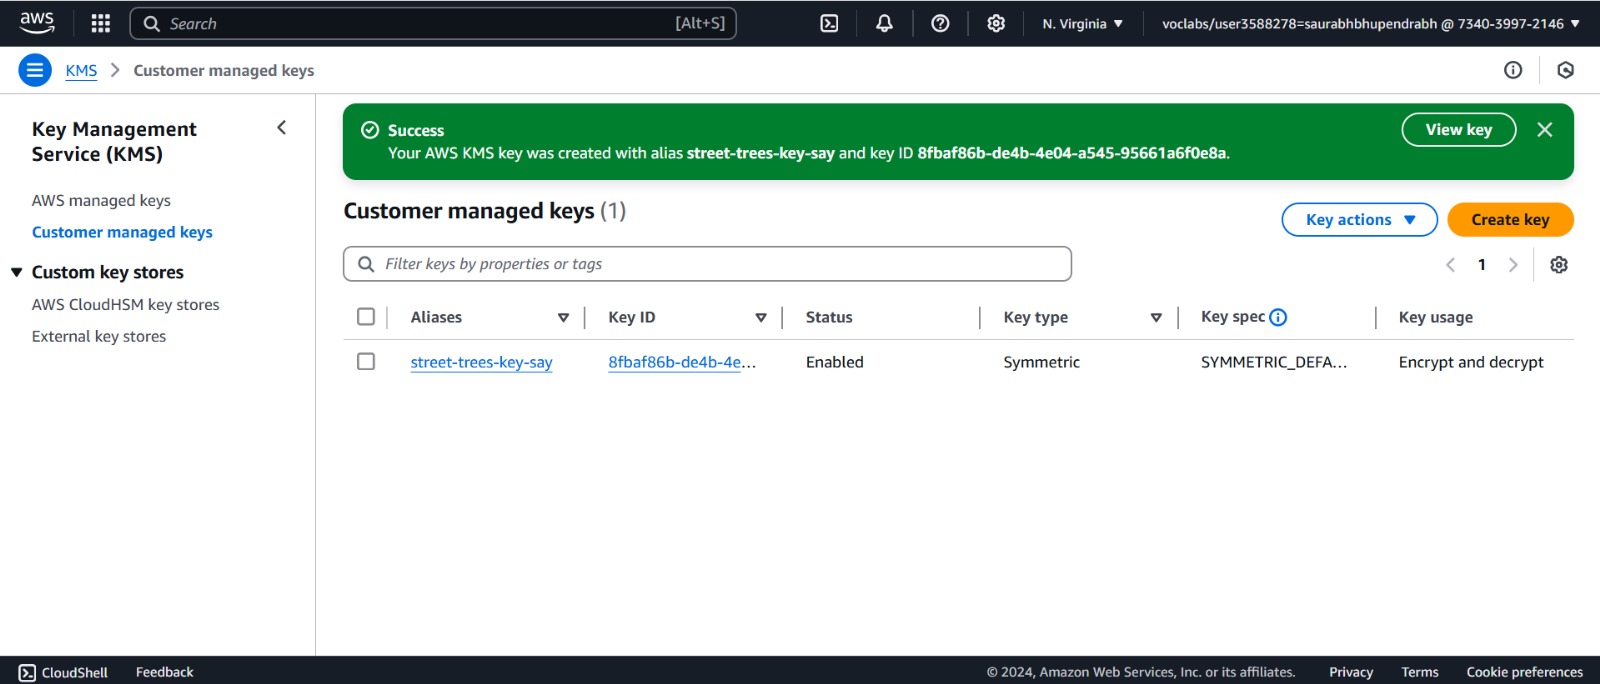 aws
Search [Alt+S]
N. Virginia
voclabs/user3588278=saurabhbhupendrabh @ 7340-3997-2146
KMS > Customer managed keys
Key Management
Service (KMS)
AWS managed keys
Customer managed keys
Custom key stores
AWS CloudHSM key stores
External key stores
Success
Your AWS KMS key was created with alias street-trees-key-say and key ID 8fbaf86b-de4b-4e04-a545-95661a6f0e8a.
View key
Customer managed keys (1)
Key actions
Create key
Filter keys by properties or tags
1
Aliases Key ID Status Key type Key spec Key usage
street-trees-key-say 8fbaf86b-de4b-4e... Enabled Symmetric SYMMETRIC_DEFA... Encrypt and decrypt
CloudShell Feedback © 2024, Amazon Web Services, Inc. or its affiliates. Privacy Terms Cookie preferences